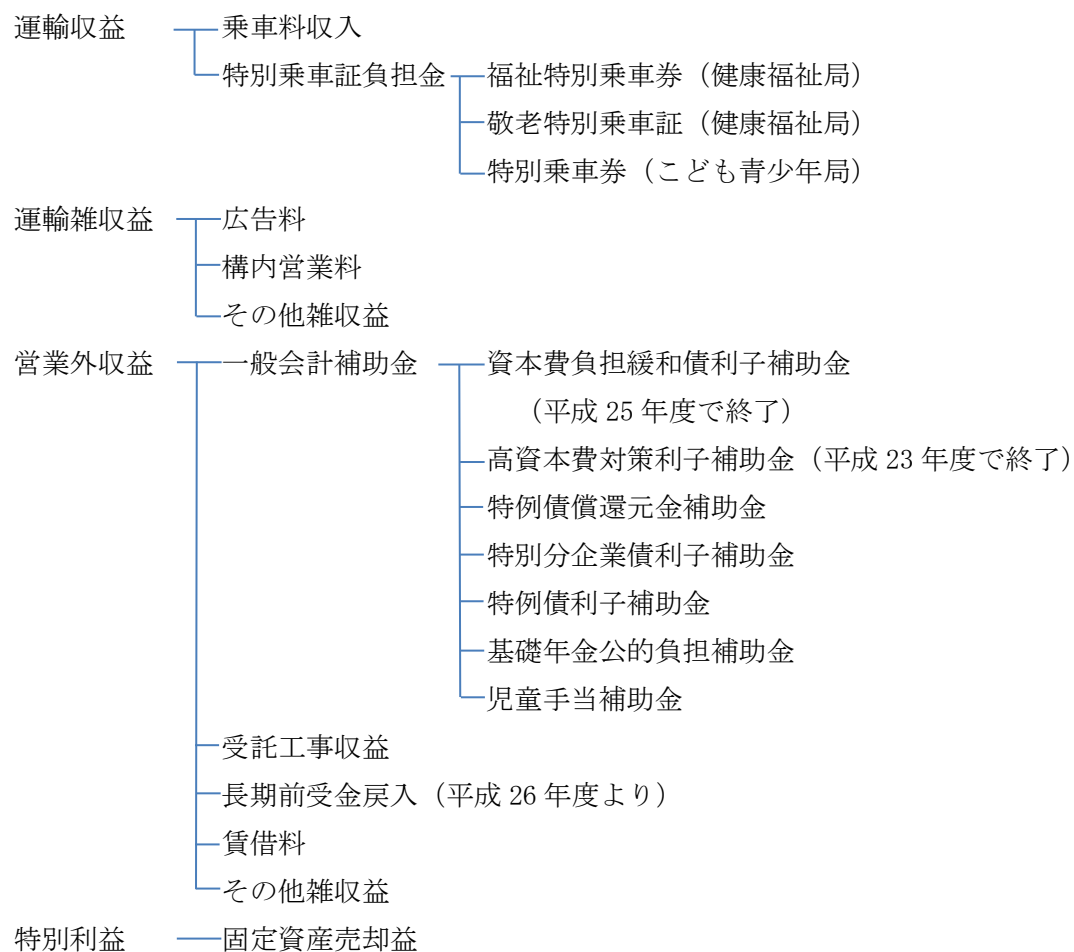 運輸収益 乗車料収入
特別乗車証負担金 福祉特別乗車券（健康福祉局）
敬老特別乗車証（健康福祉局）
特別乗車券（こども青少年局）
運輸雑収益 広告料
構内営業料
その他雑収益
営業外収益 一般会計補助金 資本費負担緩和債利子補助金
（平成 25 年度で終了）
高資本費対策利子補助金（平成 23 年度で終了）
特例債償還元金補助金
特別分企業債利子補助金
特例債利子補助金
基礎年金公的負担補助金
児童手当補助金
受託工事収益
長期前受金戻入（平成 26 年度より）
賃借料
その他雑収益
特別利益 固定資産売却益